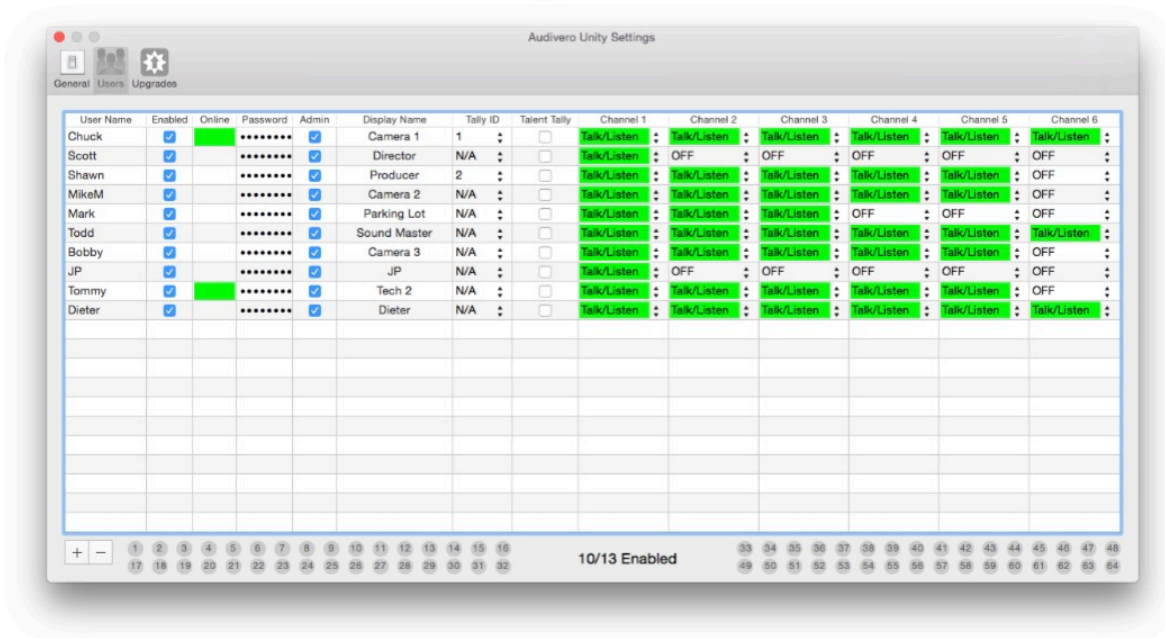 Audivero Unity Settings
General Users Upgrades
User Name Enabled Online Password Admin Display Name Tally ID Talent Tally Channel 1 Channel 2 Channel 3 Channel 4 Channel 5 Channel 6
Chuck •••••••• Camera 1 1 Talk/Listen Talk/Listen Talk/Listen Talk/Listen Talk/Listen Talk/Listen
Scott •••••••• Director N/A Talk/Listen OFF OFF OFF OFF OFF
Shawn •••••••• Producer 2 Talk/Listen Talk/Listen Talk/Listen Talk/Listen Talk/Listen OFF
MikeM •••••••• Camera 2 N/A Talk/Listen Talk/Listen Talk/Listen Talk/Listen Talk/Listen OFF
Mark •••••••• Parking Lot N/A Talk/Listen Talk/Listen Talk/Listen OFF OFF OFF
Todd •••••••• Sound Master N/A Talk/Listen Talk/Listen Talk/Listen Talk/Listen Talk/Listen Talk/Listen
Bobby •••••••• Camera 3 N/A Talk/Listen Talk/Listen Talk/Listen Talk/Listen Talk/Listen OFF
JP •••••••• JP N/A Talk/Listen OFF OFF OFF OFF OFF
Tommy •••••••• Tech 2 N/A Talk/Listen Talk/Listen Talk/Listen Talk/Listen Talk/Listen OFF
Dieter •••••••• Dieter N/A Talk/Listen Talk/Listen Talk/Listen Talk/Listen Talk/Listen Talk/Listen
+ − 1 2 3 4 5 6 7 8 9 10 11 12 13 14 15 16 10/13 Enabled 33 34 35 36 37 38 39 40 41 42 43 44 45 46 47 48
17 18 19 20 21 22 23 24 25 26 27 28 29 30 31 32 49 50 51 52 53 54 55 56 57 58 59 60 61 62 63 64